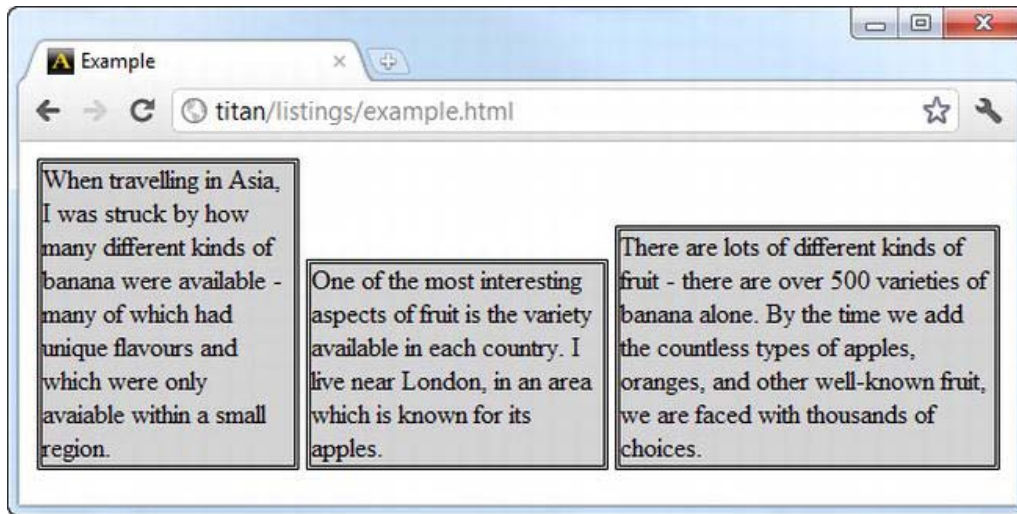 Example
titan/listings/example.html
When travelling in Asia,
I was struck by how
many different kinds of
banana were available -
many of which had
unique flavours and
which were only
avaiable within a small
region.
One of the most interesting
aspects of fruit is the variety
available in each country. I
live near London, in an area
which is known for its
apples.
There are lots of different kinds of
fruit - there are over 500 varieties of
banana alone. By the time we add
the countless types of apples,
oranges, and other well-known fruit,
we are faced with thousands of
choices.